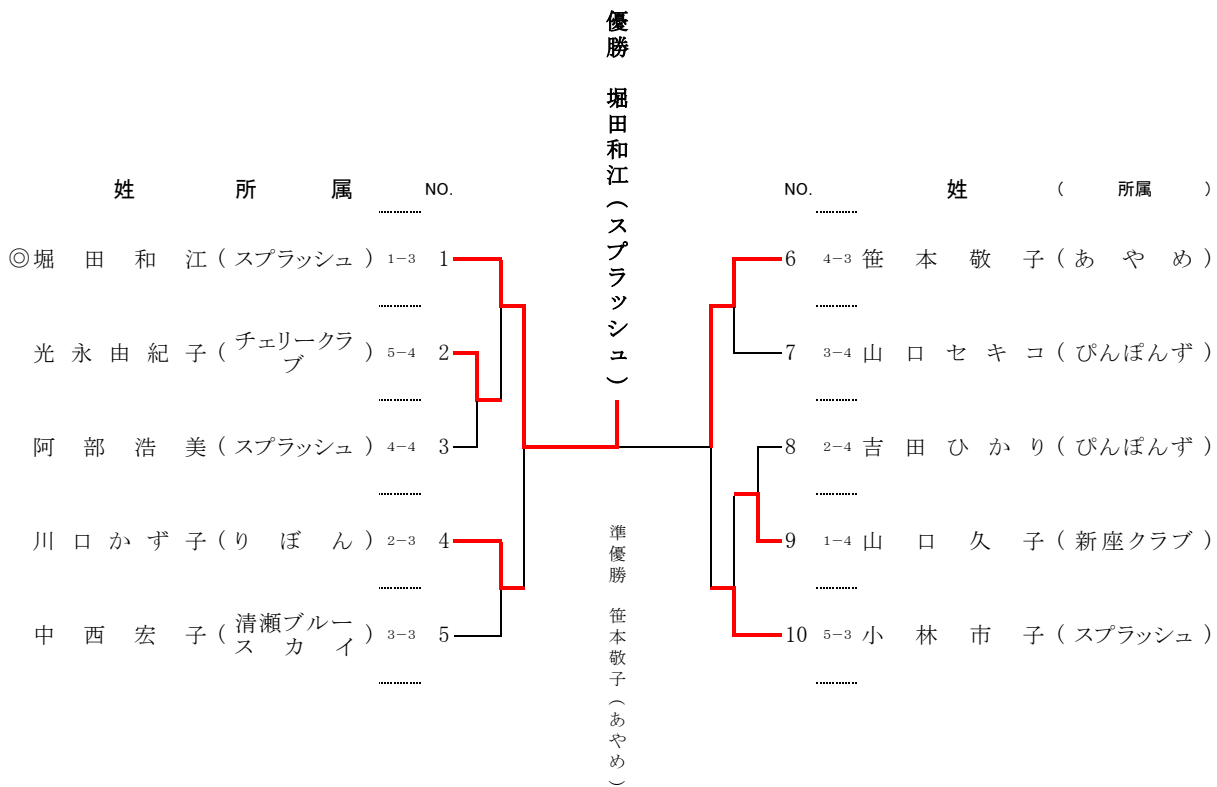 優勝　堀田和江（スプラッシュ）
姓 所 属 NO.
◎堀田和江（スプラッシュ） 1-3 1
光永由紀子（チェリークラブ） 5-4 2
阿部浩美（スプラッシュ） 4-4 3
川口かず子（りぼん） 2-3 4
中西宏子（清瀬ブルースカイ） 3-3 5
NO. 姓 （ 所属 ）
6 4-3 笹本敬子（あやめ）
7 3-4 山口セキコ（ぴんぽんず）
8 2-4 吉田ひかり（ぴんぽんず）
9 1-4 山口久子（新座クラブ）
10 5-3 小林市子（スプラッシュ）
準優勝　笹本敬子（あやめ）